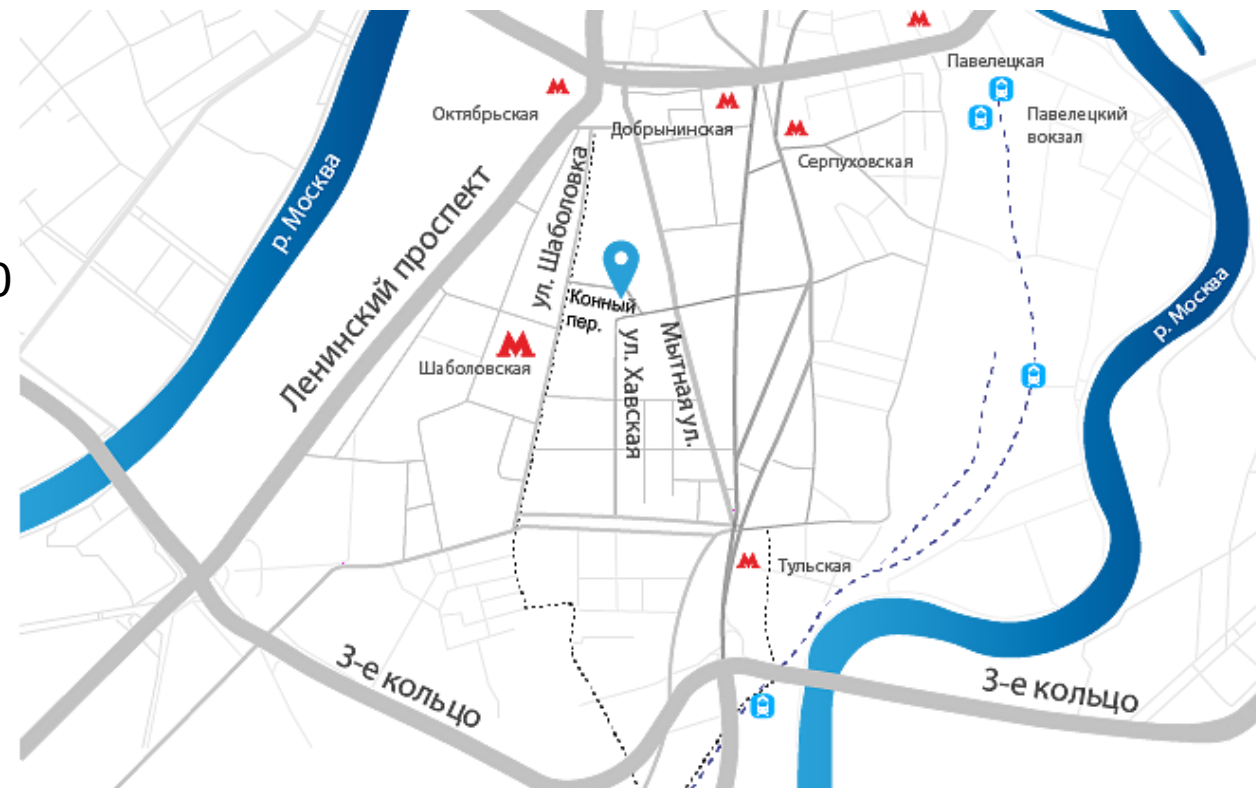 Павелецкая
Октябрьская
Добрынинская
Павелецкий
вокзал
Серпуховская
р. Москва
ул. Шаболовка
Ленинский проспект
0
Конный
пер.
р. Москва
Шаболовская
ул. Хавская
Мытная ул.
Тульская
3-е кольцо
3-е кольцо